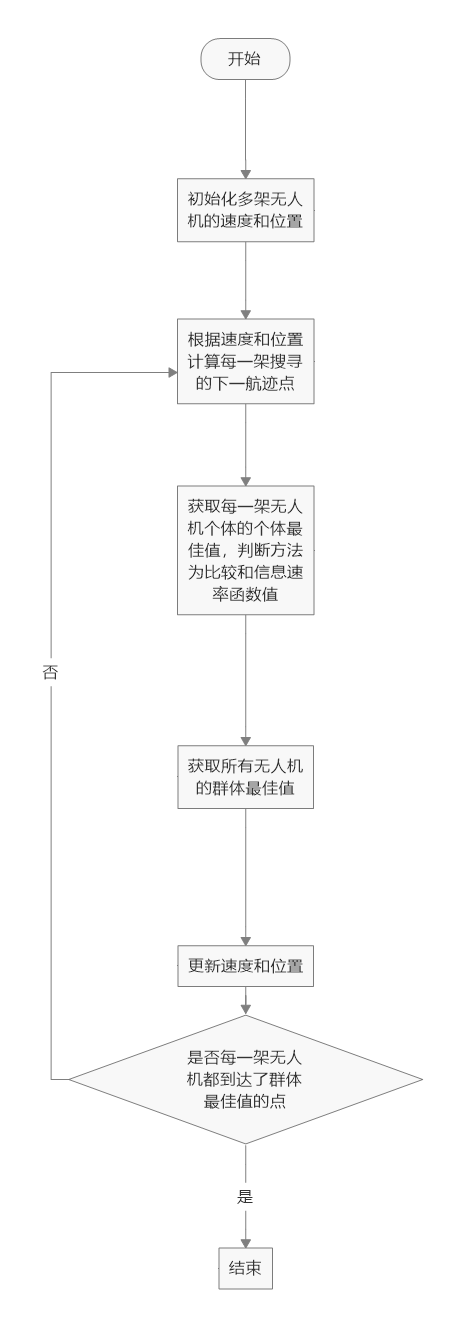 开始
初始化多架无人
机的速度和位置
根据速度和位置
计算每一架搜寻
的下一航迹点
获取每一架无人
机个体的个体最
佳值，判断方法
为比较和信息速
率函数值
否
获取所有无人机
的群体最佳值
更新速度和位置
是否每一架无人
机都到达了群体
最佳值的点
是
结束